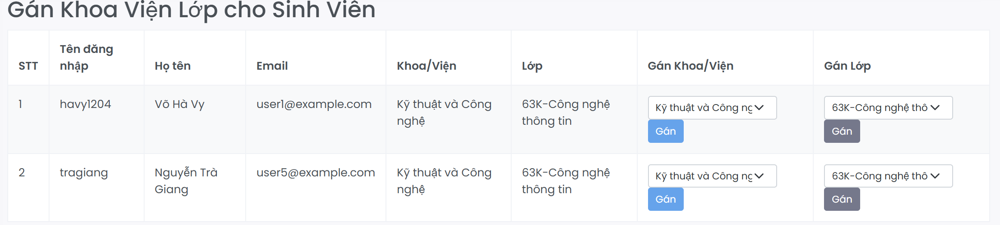 Gán Khoa Viện Lớp cho Sinh Viên
STT
Tên đăng
nhập
Họ tên
Email
Khoa/Viện
Lớp
Gán Khoa/Viện
Gán Lớp
1
havy1204
Võ Hà Vy
user1@example.com
Kỹ thuật và Công
nghệ
63K-Công nghệ
thông tin
Kỹ thuật và Công ng
Gán
63K-Công nghệ thô
Gán
2
tragiang
Nguyễn Trà
Giang
user5@example.com
Kỹ thuật và Công
nghệ
63K-Công nghệ
thông tin
Kỹ thuật và Công ng
Gán
63K-Công nghệ thô
Gán